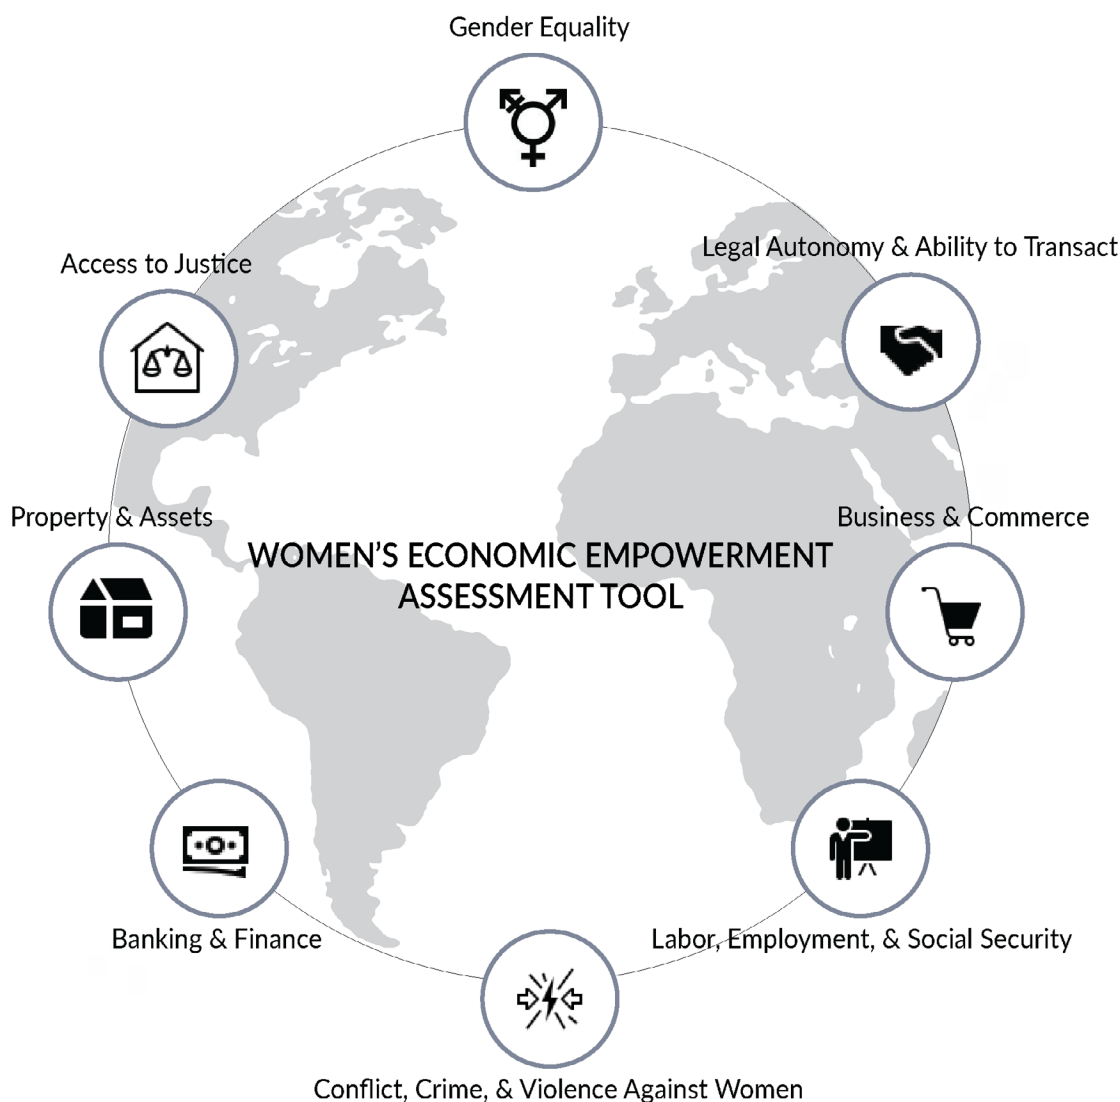 Gender Equality
Legal Autonomy & Ability to Transact
Access to Justice
Property & Assets
Business & Commerce
WOMEN’S ECONOMIC EMPOWERMENT
ASSESSMENT TOOL
Banking & Finance
Labor, Employment, & Social Security
Conflict, Crime, & Violence Against Women